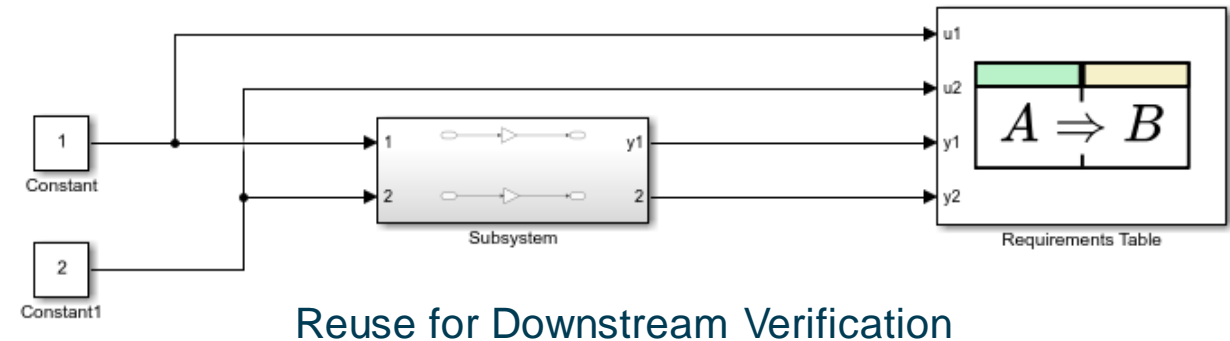 u1
u2
A ⇒ B
1
1
y1
y1
Constant
2
2
y2
Subsystem
Requirements Table
2
Constant1
Reuse for Downstream Verification